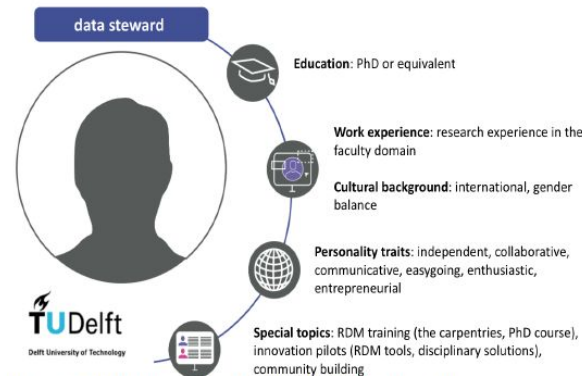 data steward
Education: PhD or equivalent
Work experience: research experience in the
faculty domain
Cultural background: international, gender
balance
Personality traits: independent, collaborative,
communicative, easygoing, enthusiastic,
entrepreneurial
TUDelft
Delft University of Technology
Special topics: RDM training (the carpentries, PhD course),
innovation pilots (RDM tools, disciplinary solutions),
community building